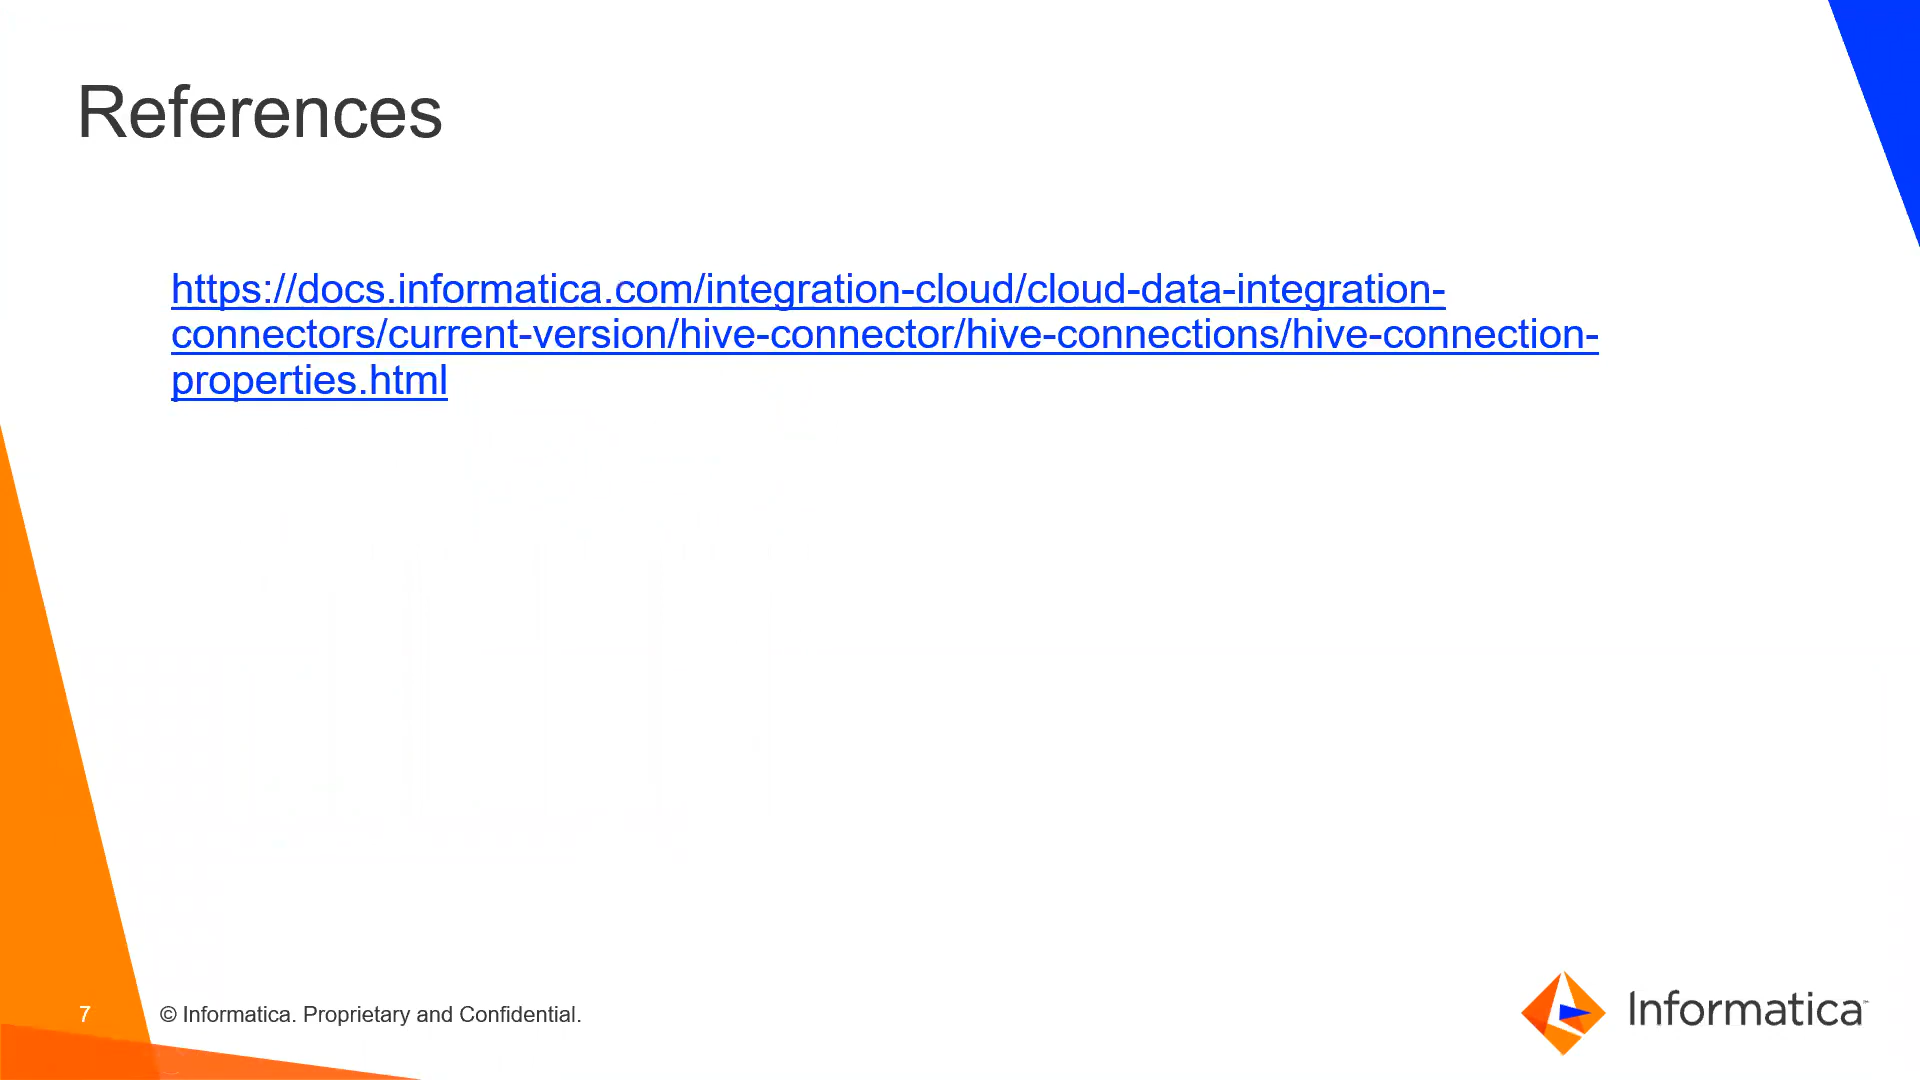 References
https://docs.informatica.com/integration-cloud/cloud-data-integration-
connectors/current-version/hive-connector/hive-connections/hive-connection-
properties.html
7
© Informatica. Proprietary and Confidential.
Informatica™